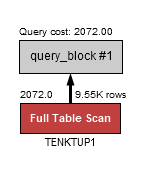 Query cost: 2072.00
query_block #1
2072.0 9.55K rows
Full Table Scan
TENKTUP1